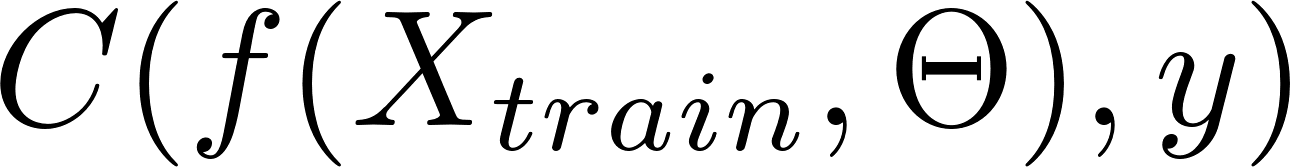 C(f(X_{train}, Θ), y)